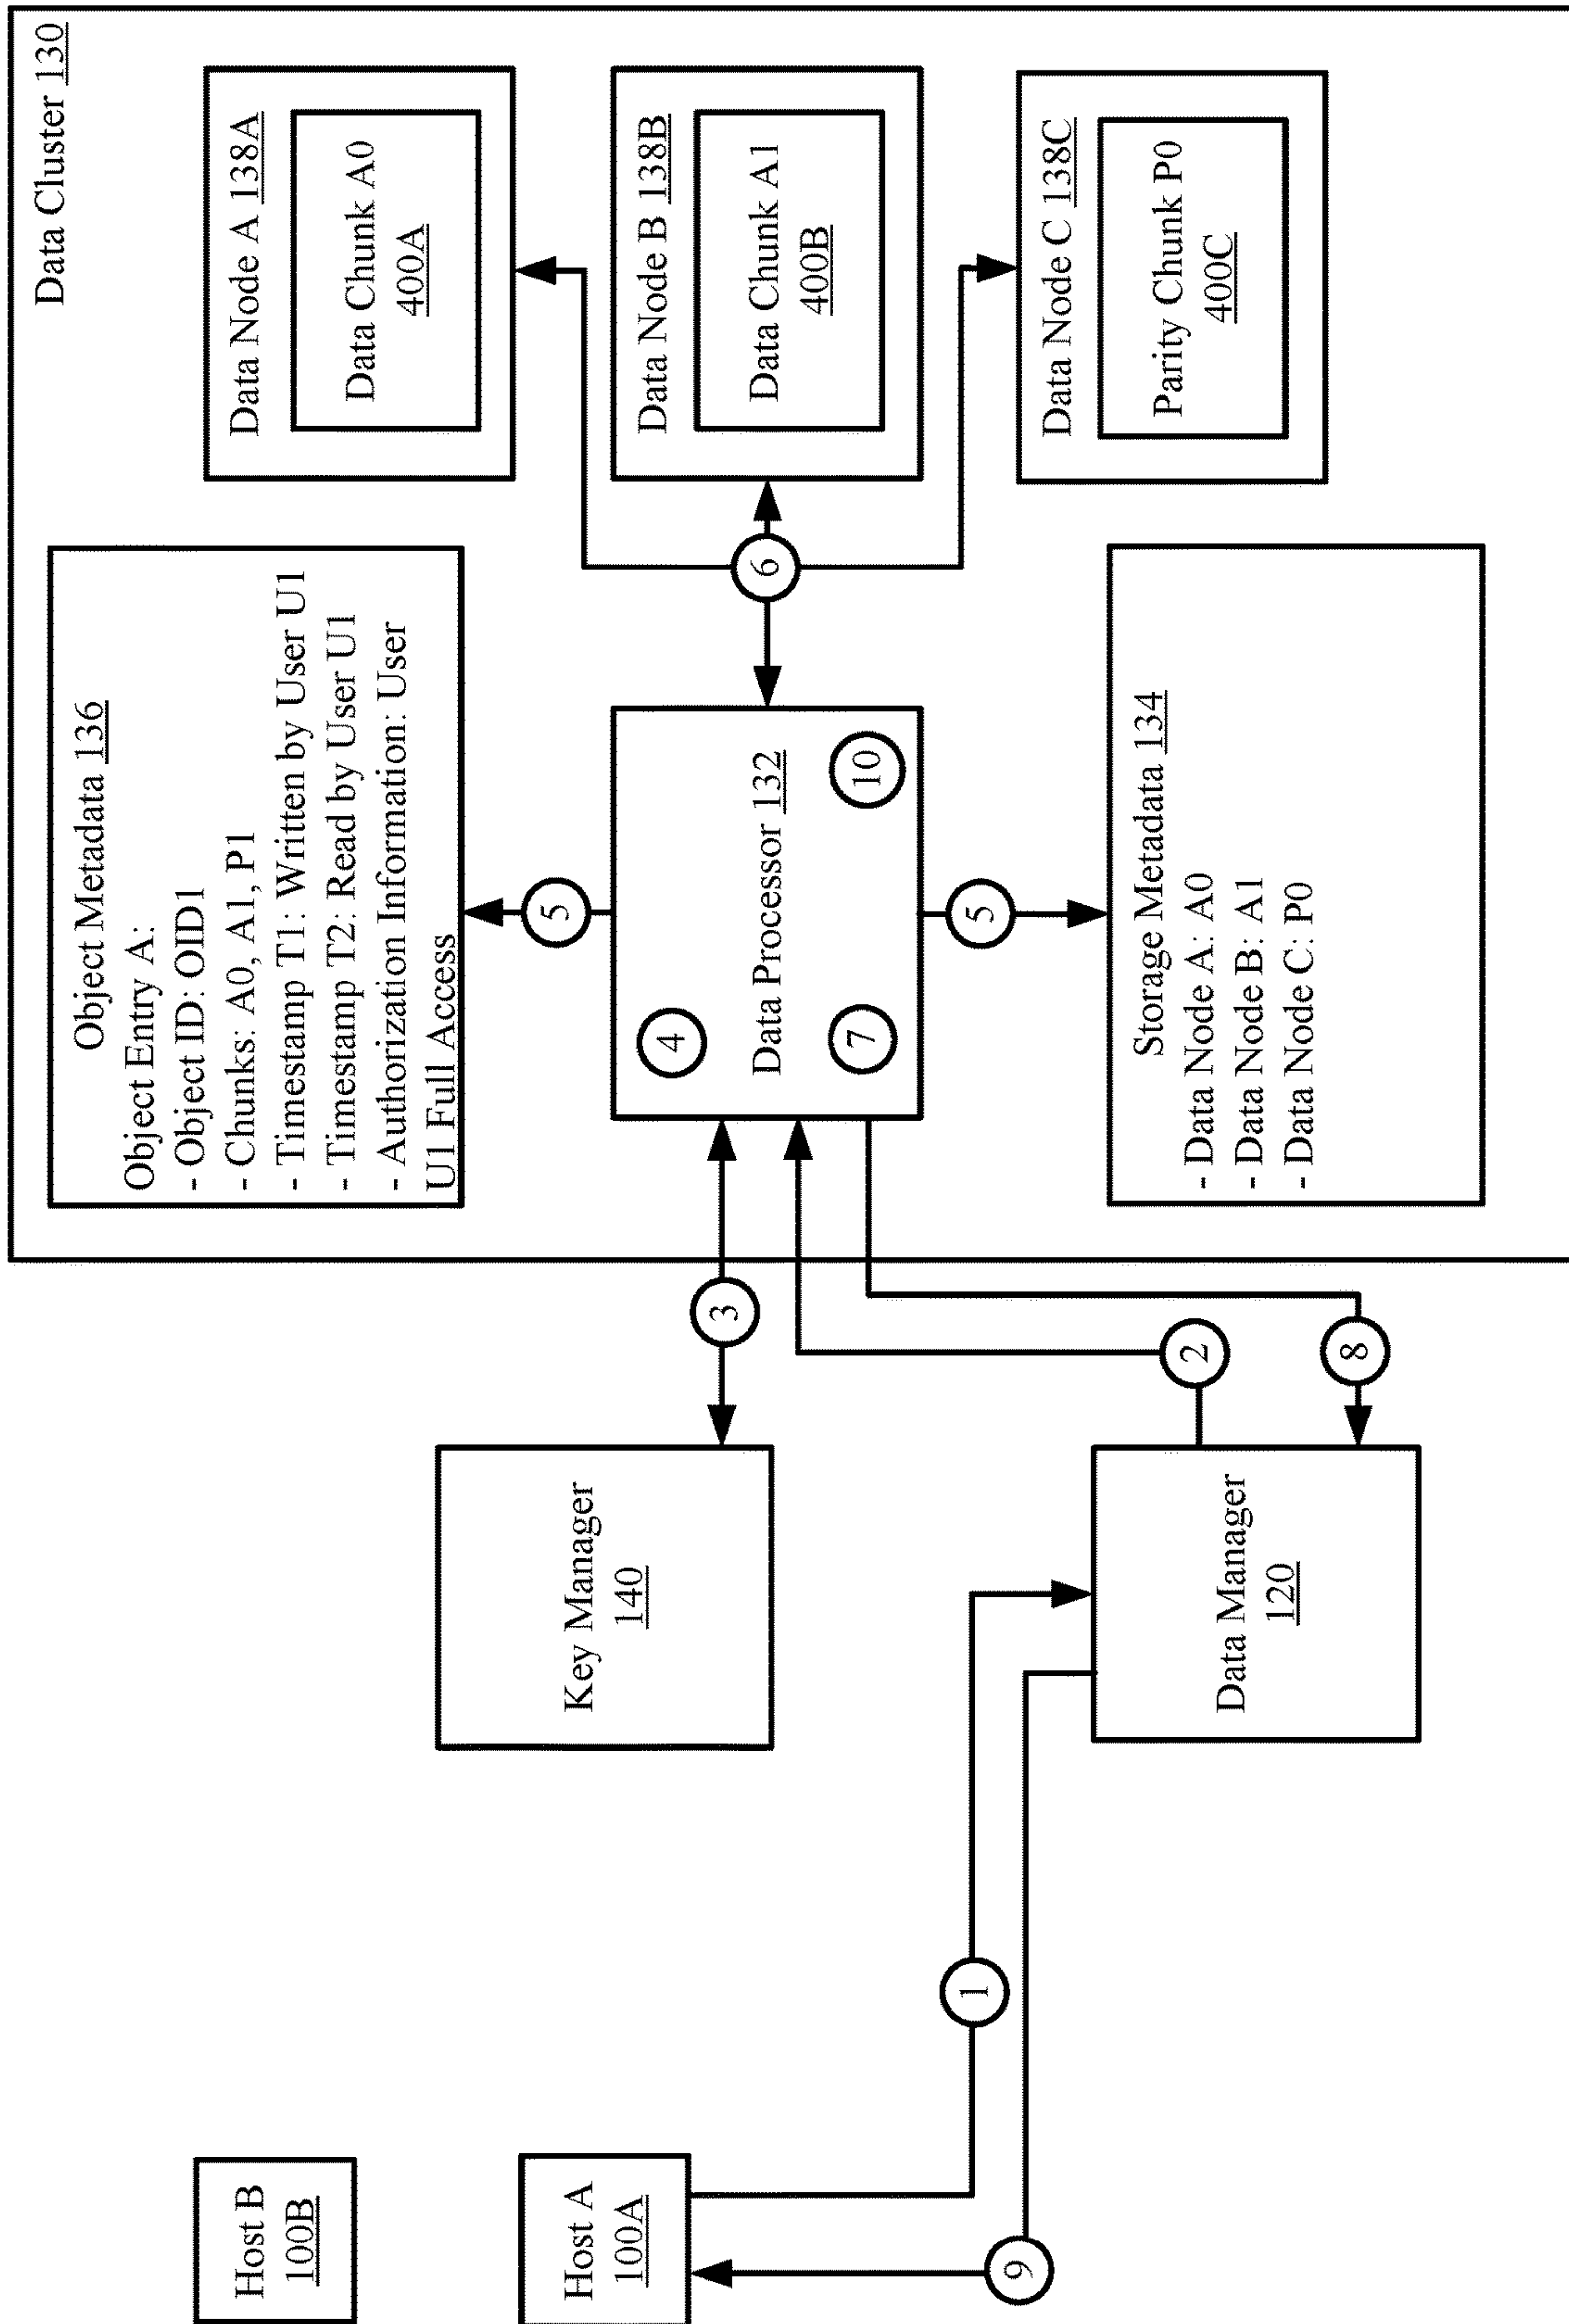 Data Cluster 130
Object Metadata 136
Object Entry A:
- Object ID: OID1
- Chunks: A0, A1, P1
- Timestamp T1: Written by User U1
- Timestamp T2: Read by User U1
- Authorization Information: User
U1 Full Access
Data Node A 138A
Data Chunk A0
400A
Host B
100B
Key Manager
140
3
5
4
Data Processor 132
7
10
6
Data Node B 138B
Data Chunk A1
400B
Host A
100A
1
9
2
8
5
Data Manager
120
Storage Metadata 134
- Data Node A: A0
- Data Node B: A1
- Data Node C: P0
Data Node C 138C
Parity Chunk P0
400C